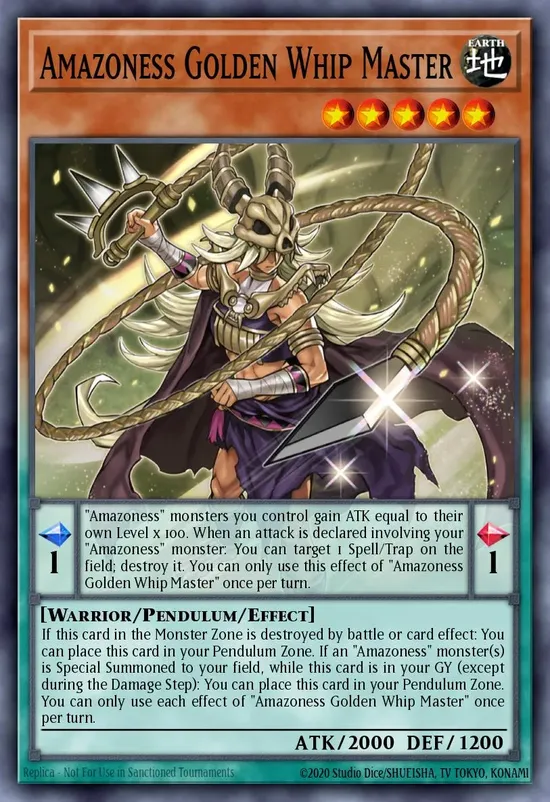 AMAZONESS GOLDEN WHIP MASTER
EARTH
地
"Amazoness" monsters you control gain ATK equal to their
own Level x 100. When an attack is declared involving your
"Amazoness" monster: You can target 1 Spell/Trap on the
field; destroy it. You can only use this effect of "Amazoness
Golden Whip Master" once per turn.
1
1
[WARRIOR/PENDULUM/EFFECT]
If this card in the Monster Zone is destroyed by battle or card effect: You
can place this card in your Pendulum Zone. If an "Amazoness" monster(s)
is Special Summoned to your field, while this card is in your GY (except
during the Damage Step): You can place this card in your Pendulum Zone.
You can only use each effect of "Amazoness Golden Whip Master" once
per turn.
ATK/2000 DEF/1200
Replica - Not For Use in Sanctioned Tournaments
©2020 Studio Dice/SHUEISHA, TV TOKYO, KONAMI